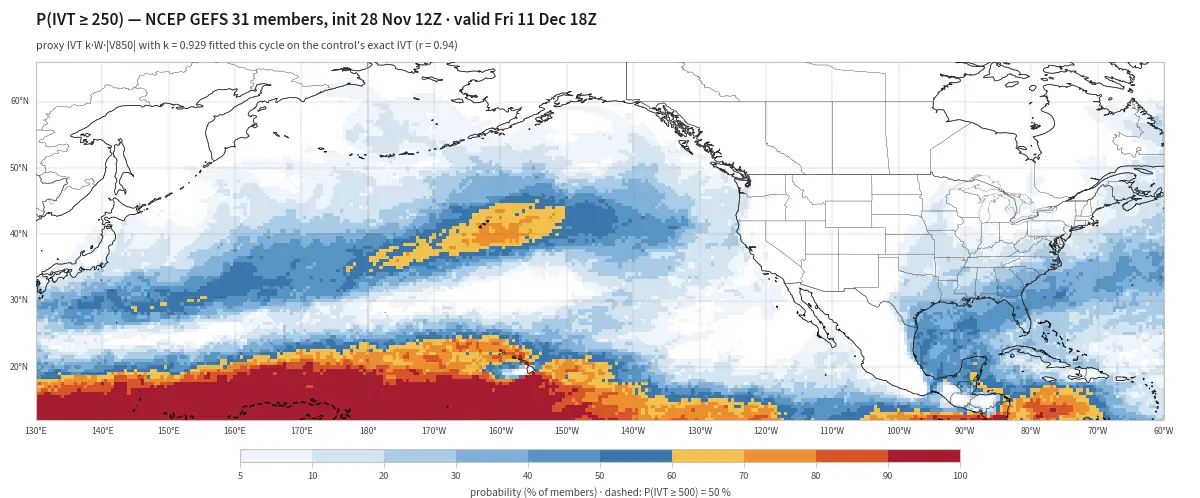 P(IVT ≥ 250) — NCEP GEFS 31 members, init 28 Nov 12Z · valid Fri 11 Dec 18Z
proxy IVT k·W·|V850| with k = 0.929 fitted this cycle on the control's exact IVT (r = 0.94)
60°N
50°N
40°N
30°N
20°N
130°E 140°E 150°E 160°E 170°E 180° 170°W 160°W 150°W 140°W 130°W 120°W 110°W 100°W 90°W 80°W 70°W 60°W
5 10 20 30 40 50 60 70 80 90 100
probability (% of members) · dashed: P(IVT ≥ 500) = 50 %